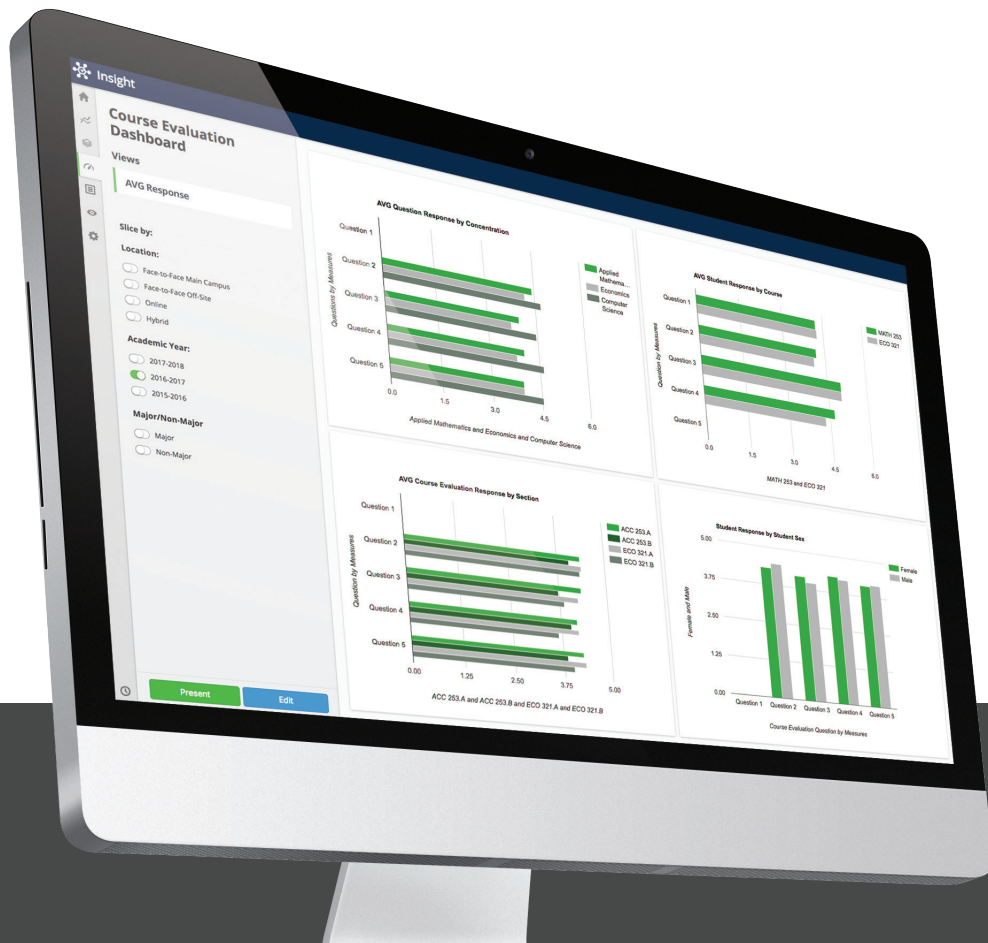 Insight
Course Evaluation
Dashboard
Views
AVG Response
Slice by:
Location:
Face-to-Face Main Campus
Face-to-Face Off-Site
Online
Hybrid
Academic Year:
2017-2018
2016-2017
2015-2016
Major/Non-Major
Major
Non-Major
Present
Edit
AVG Question Response by Concentration
Questions by Measures
Question 1
Question 2
Question 3
Question 4
Question 5
0.0
1.5
3.0
4.5
6.0
Applied Mathematics and Economics and Computer Science
Applied
Mathema...
Economics
Computer
Science
AVG Student Response by Course
Question by Measures
Question 1
Question 2
Question 3
Question 4
Question 5
0.0
1.5
3.0
4.5
6.0
MATH 253 and ECO 321
MATH 253
ECO 321
AVG Course Evaluation Response by Section
Question by Measures
Question 1
Question 2
Question 3
Question 4
Question 5
0.00
1.25
2.50
3.75
5.00
ACC 253.A and ACC 253.B and ECO 321.A and ECO 321.B
ACC 253.A
ACC 253.B
ECO 321.A
ECO 321.B
Student Response by Student Sex
Female and Male
5.00
3.75
2.50
1.25
0.00
Question 1
Question 2
Question 3
Question 4
Question 5
Course Evaluation Question by Measures
Female
Male